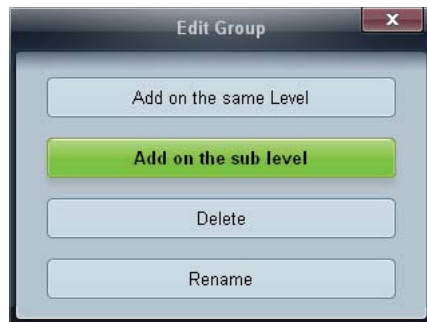 Edit Group
x
Add on the same Level
Add on the sub level
Delete
Rename